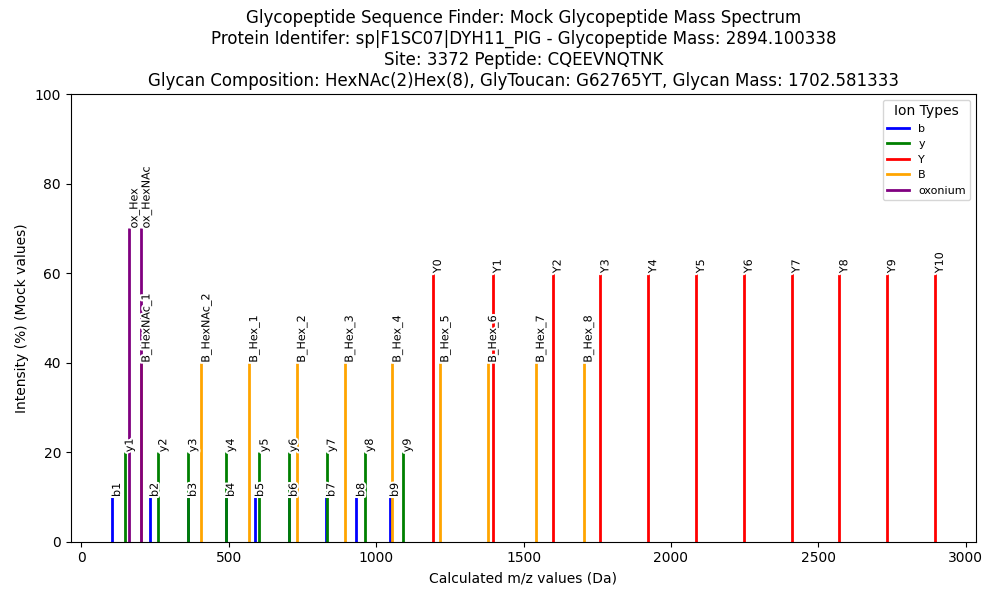 Glycopeptide Sequence Finder: Mock Glycopeptide Mass Spectrum
Protein Identifer: sp|F1SC07|DYH11_PIG - Glycopeptide Mass: 2894.100338
Site: 3372 Peptide: CQEEVNQTNK
Glycan Composition: HexNAc(2)Hex(8), GlyToucan: G62765YT, Glycan Mass: 1702.581333
Intensity (%) (Mock values)
100
80
60
40
20
0
Ion Types
b
y
Y
B
oxonium
ox_Hex
ox_HexNAc
Y0
Y1
Y2
Y3
Y4
Y5
Y6
Y7
Y8
Y9
Y10
B_HexNAc_1
B_HexNAc_2
B_Hex_1
B_Hex_2
B_Hex_3
B_Hex_4
B_Hex_5
B_Hex_6
B_Hex_7
B_Hex_8
y1
y2
y3
y4
y5
y6
y7
y8
y9
b1
b2
b3
b4
b5
b6
b7
b8
b9
0
500
1000
1500
2000
2500
3000
Calculated m/z values (Da)